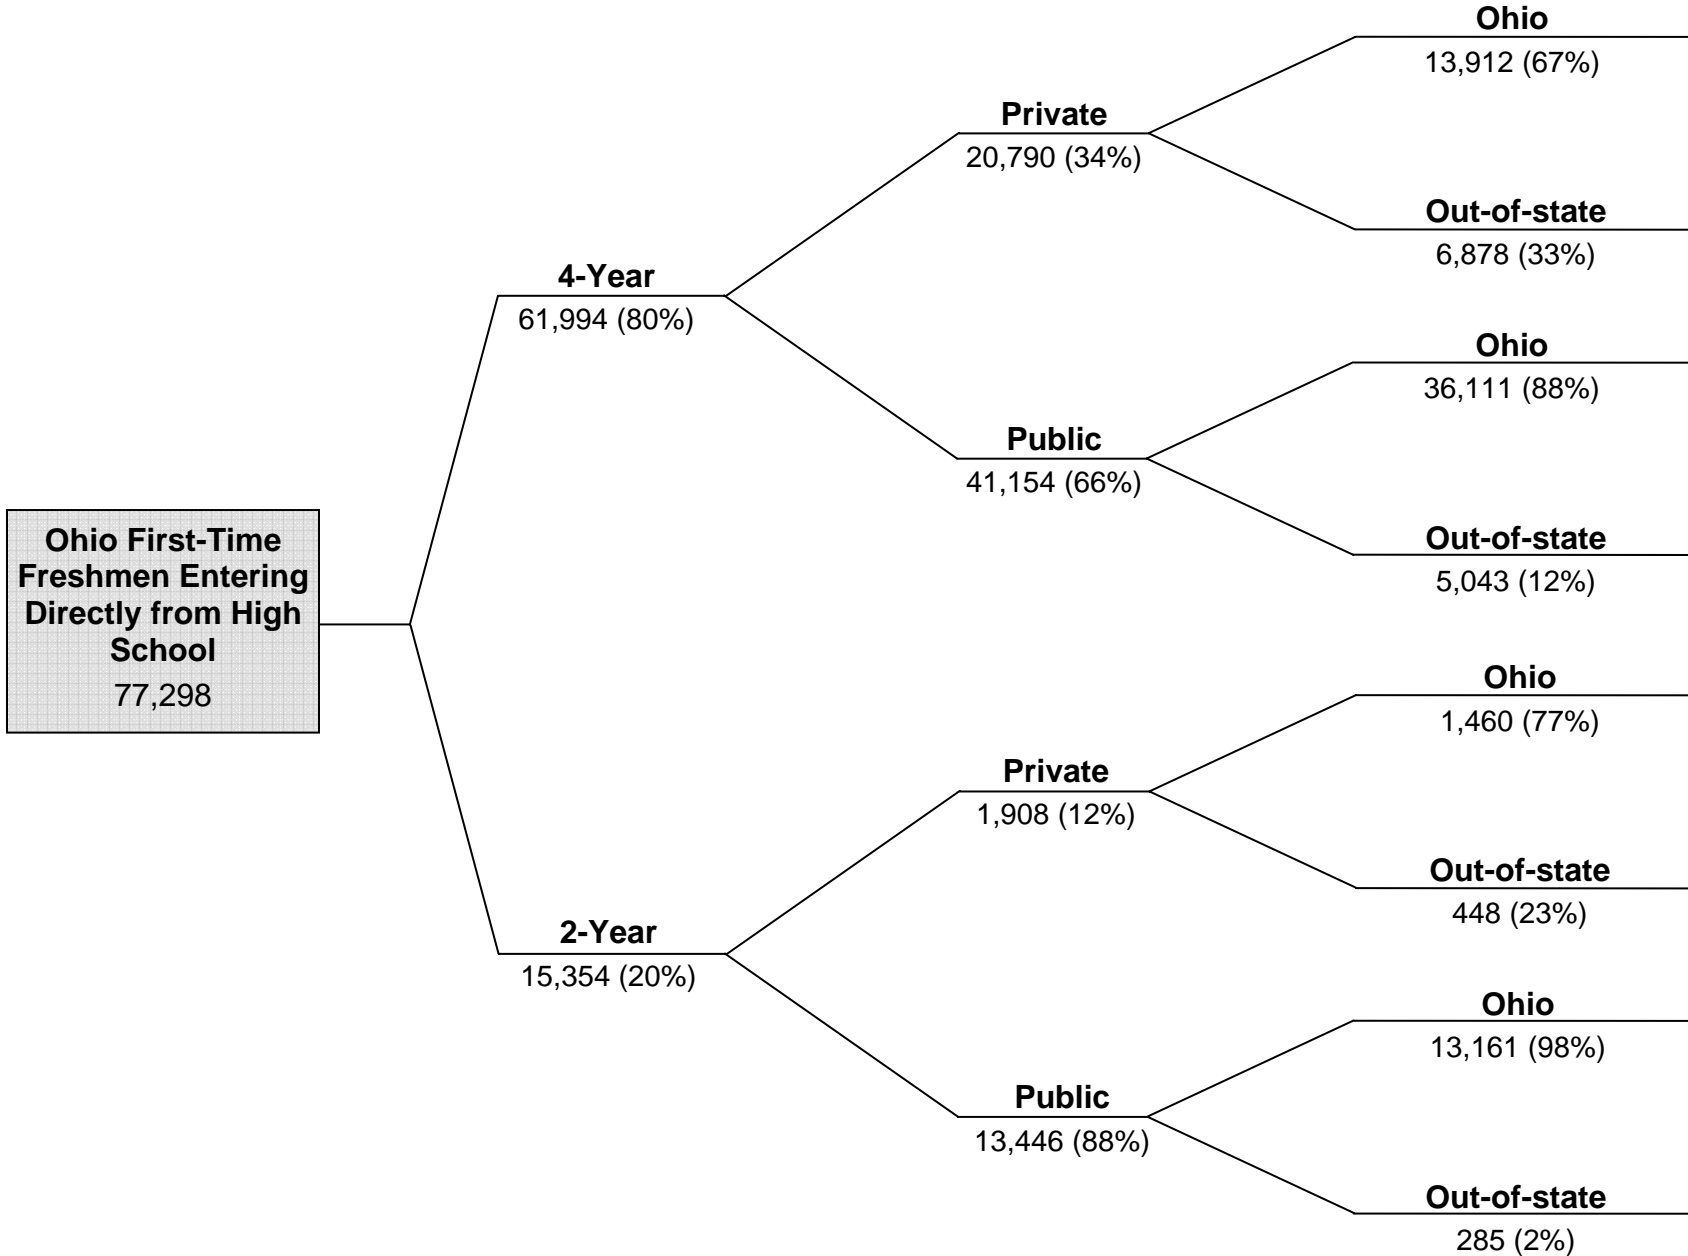 Ohio First-Time
Freshmen Entering
Directly from High
School
77,298
4-Year
61,994 (80%)
Private
20,790 (34%)
Ohio
13,912 (67%)
Out-of-state
6,878 (33%)
Public
41,154 (66%)
Ohio
36,111 (88%)
Out-of-state
5,043 (12%)
2-Year
15,354 (20%)
Private
1,908 (12%)
Ohio
1,460 (77%)
Out-of-state
448 (23%)
Public
13,446 (88%)
Ohio
13,161 (98%)
Out-of-state
285 (2%)